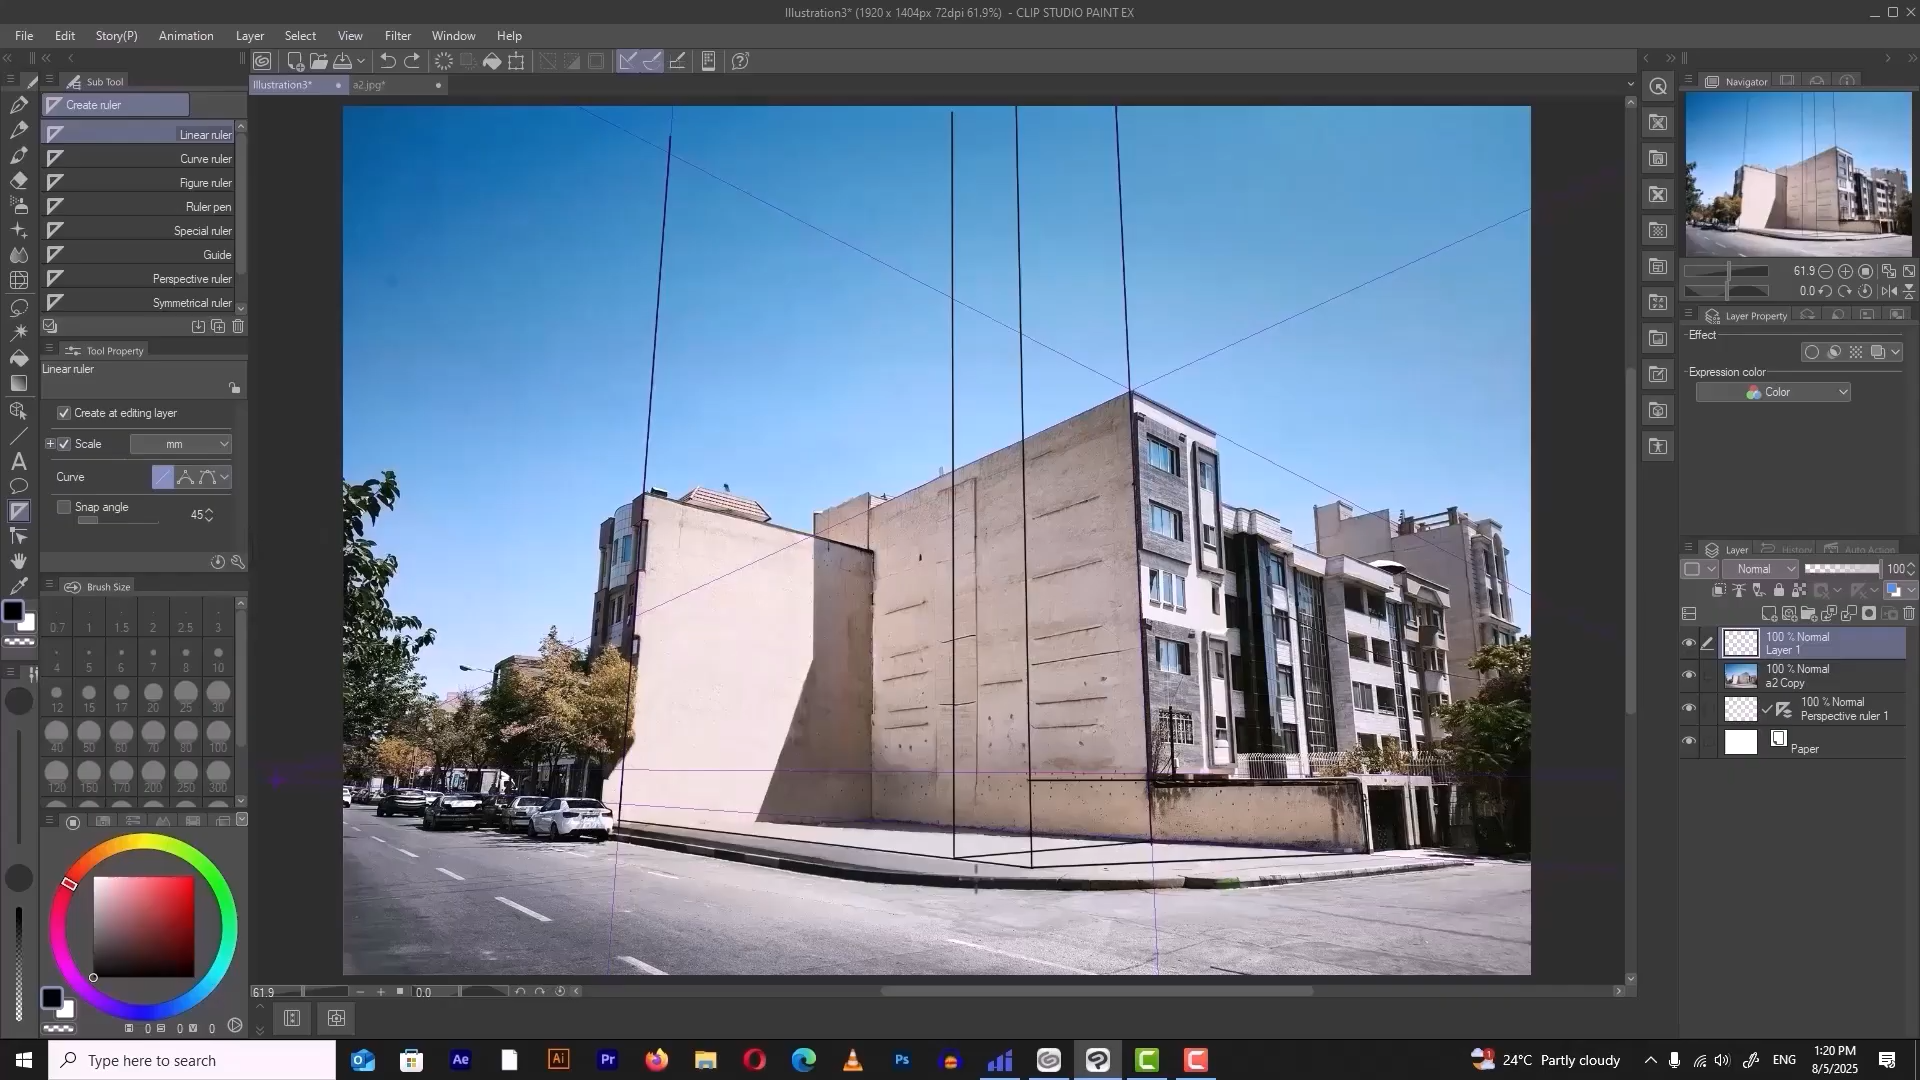 Illustration3* (1920 x 1404px 72dpi 61.9%) - CLIP STUDIO PAINT EX
File Edit Story(P) Animation Layer Select View Filter Window Help
Sub Tool
Illustration3* a2.jpg*
Create ruler
Linear ruler
Curve ruler
Figure ruler
Ruler pen
Special ruler
Guide
Perspective ruler
Symmetrical ruler
Tool Property
Linear ruler
Create at editing layer
Scale mm
Curve
Snap angle 45
Brush Size
0.7 1 1.5 2 2.5 3
4 5 6 7 8 10
12 15 17 20 25 30
40 50 60 70 80 100
120 150 170 200 250 300
H 0 S 0 V 0
61.9 0.0
Navigator
61.9
0.0
Layer Property
Effect
Expression color
Color
Layer History Auto Action
Normal 100
100 % Normal
Layer 1
100 % Normal
a2 Copy
100 % Normal
Perspective ruler 1
Paper
Type here to search
Ae Ai Pr Ps
24°C Partly cloudy
ENG
1:20 PM
8/5/2025